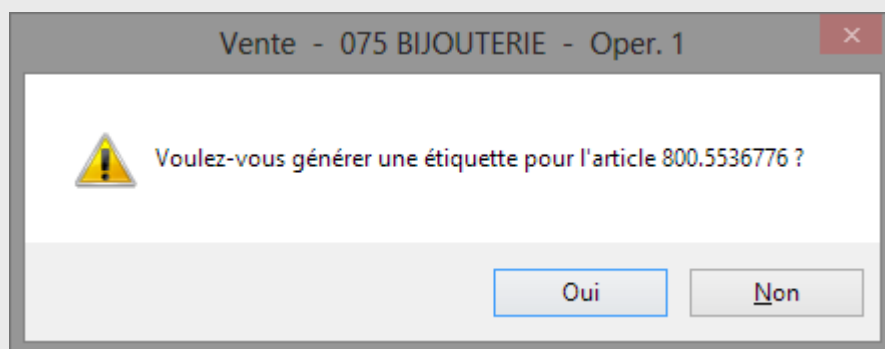 Vente - 075 BIJOUTERIE - Oper. 1
Voulez-vous générer une étiquette pour l'article 800.5536776 ?
Oui
Non